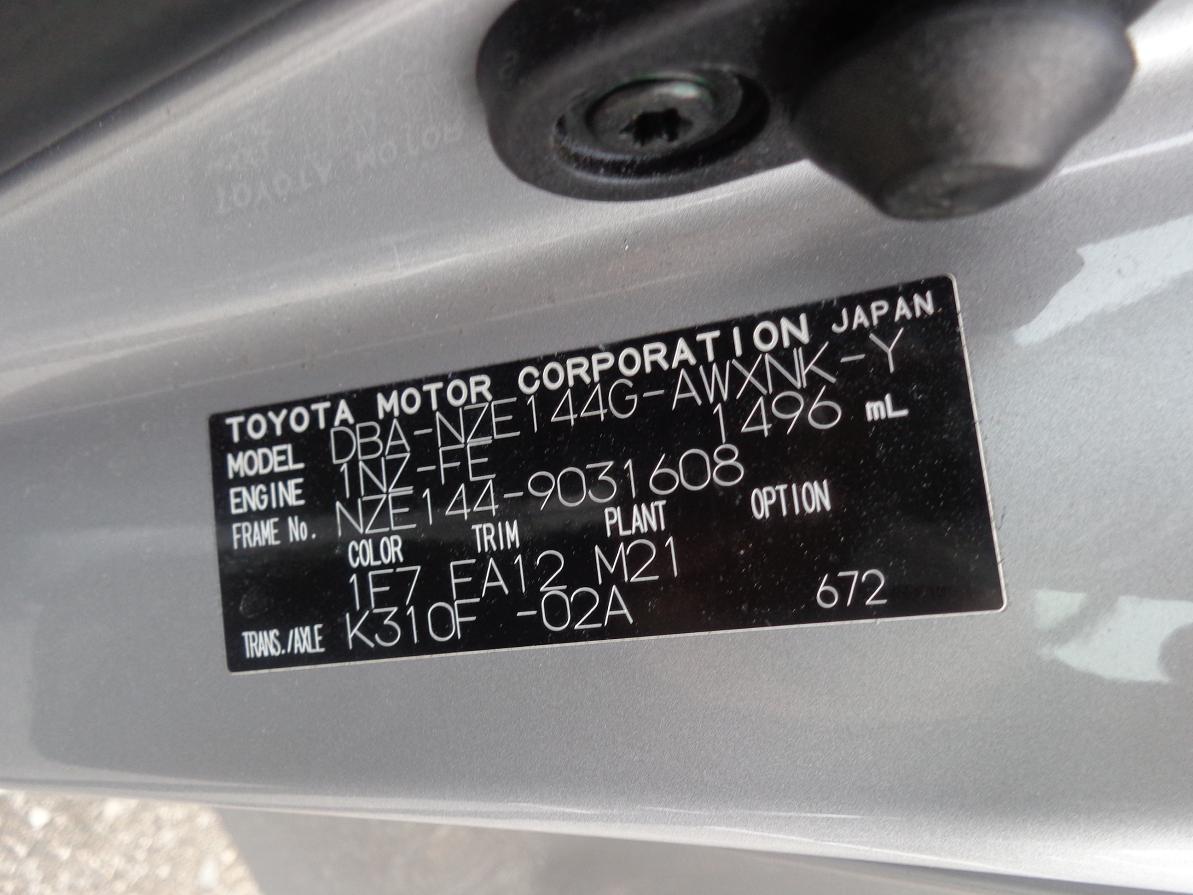 TOYOTA MOTOR CORPORATION JAPAN
MODEL DBA-NZE144G-AWXNK-Y
ENGINE 1NZ-FE 1496 mL
FRAME No. NZE144-9031608
COLOR TRIM PLANT OPTION
1F7 FA12 M21
TRANS./AXLE K310F -02A 672